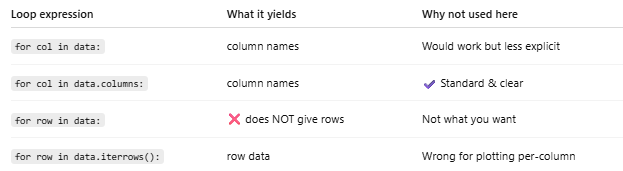 Loop expression What it yields Why not used here
for col in data: column names Would work but less explicit
for col in data.columns: column names ✔ Standard & clear
for row in data: ❌ does NOT give rows Not what you want
for row in data.iterrows(): row data Wrong for plotting per-column